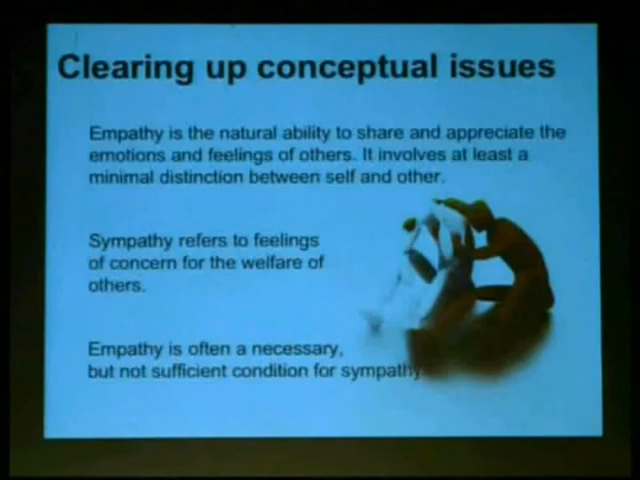 Clearing up conceptual issues
Empathy is the natural ability to share and appreciate the
emotions and feelings of others. It involves at least a
minimal distinction between self and other.
Sympathy refers to feelings
of concern for the welfare of
others.
Empathy is often a necessary,
but not sufficient condition for sympathy